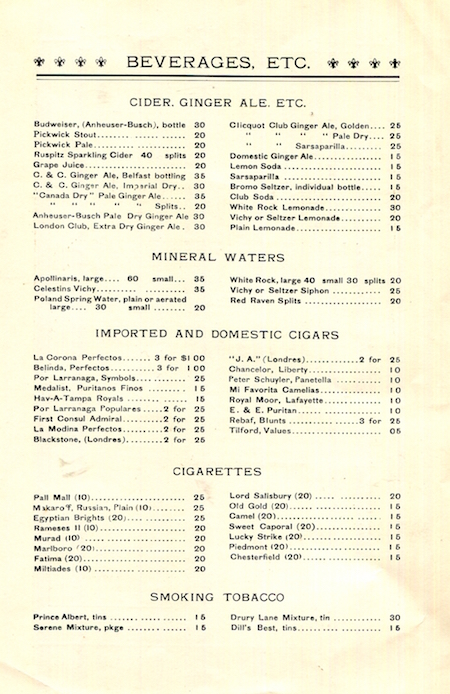 BEVERAGES, ETC.
CIDER. GINGER ALE. ETC.
Budweiser, (Anheuser-Busch), bottle 30
Pickwick Stout 20
Pickwick Pale 20
Ruspitz Sparkling Cider 40 splits 20
Grape Juice 20
C. & C. Ginger Ale, Belfast bottling 35
C. & C. Ginger Ale, Imperial Dry 30
"Canada Dry" Pale Ginger Ale 35
" " " " " Splits 20
Anheuser-Busch Pale Dry Ginger Ale 30
London Club, Extra Dry Ginger Ale 30
Clicquot Club Ginger Ale, Golden 25
" " " " Pale Dry 25
" " Sarsaparilla 25
Domestic Ginger Ale 15
Lemon Soda 15
Sarsaparilla 15
Bromo Seltzer, individual bottle 15
Club Soda 20
White Rock Lemonade 30
Vichy or Seltzer Lemonade 20
Plain Lemonade 15
MINERAL WATERS
Apollinaris, large 60 small 35
Celestins Vichy 35
Poland Spring Water, plain or aerated
large 30 small 20
White Rock, large 40 small 30 splits 20
Vichy or Seltzer Siphon 25
Red Raven Splits 20
IMPORTED AND DOMESTIC CIGARS
La Corona Perfectos 3 for $1 00
Belinda, Perfectos 3 for 1 00
Por Larranaga, Symbols 25
Medalist, Puritanos Finos 15
Hav-A-Tampa Royals 15
Por Larranaga Populares 2 for 25
First Consul Admiral 2 for 25
La Modina Perfectos 2 for 25
Blackstone, (Londres) 2 for 25
"J. A." (Londres) 2 for 25
Chancelor, Liberty 10
Peter Schuyler, Panetella 10
Mi Favorita Camelias 10
Royal Moor, Lafayette 10
E. & E. Puritan 10
Rebaf, Blunts 3 for 25
Tilford, Values 05
CIGARETTES
Pall Mall (10) 25
Makaroff, Russian, Plain (10) 25
Egyptian Brights (20) 25
Rameses II (10) 20
Murad (10) 20
Marlboro (20) 20
Fatima (20) 20
Miltiades (10) 20
Lord Salisbury (20) 20
Old Gold (20) 15
Camel (20) 15
Sweet Caporal (20) 15
Lucky Strike (20) 15
Piedmont (20) 15
Chesterfield (20) 15
SMOKING TOBACCO
Prince Albert, tins 15
Serene Mixture, pkge 15
Drury Lane Mixture, tin 30
Dill's Best, tins 15